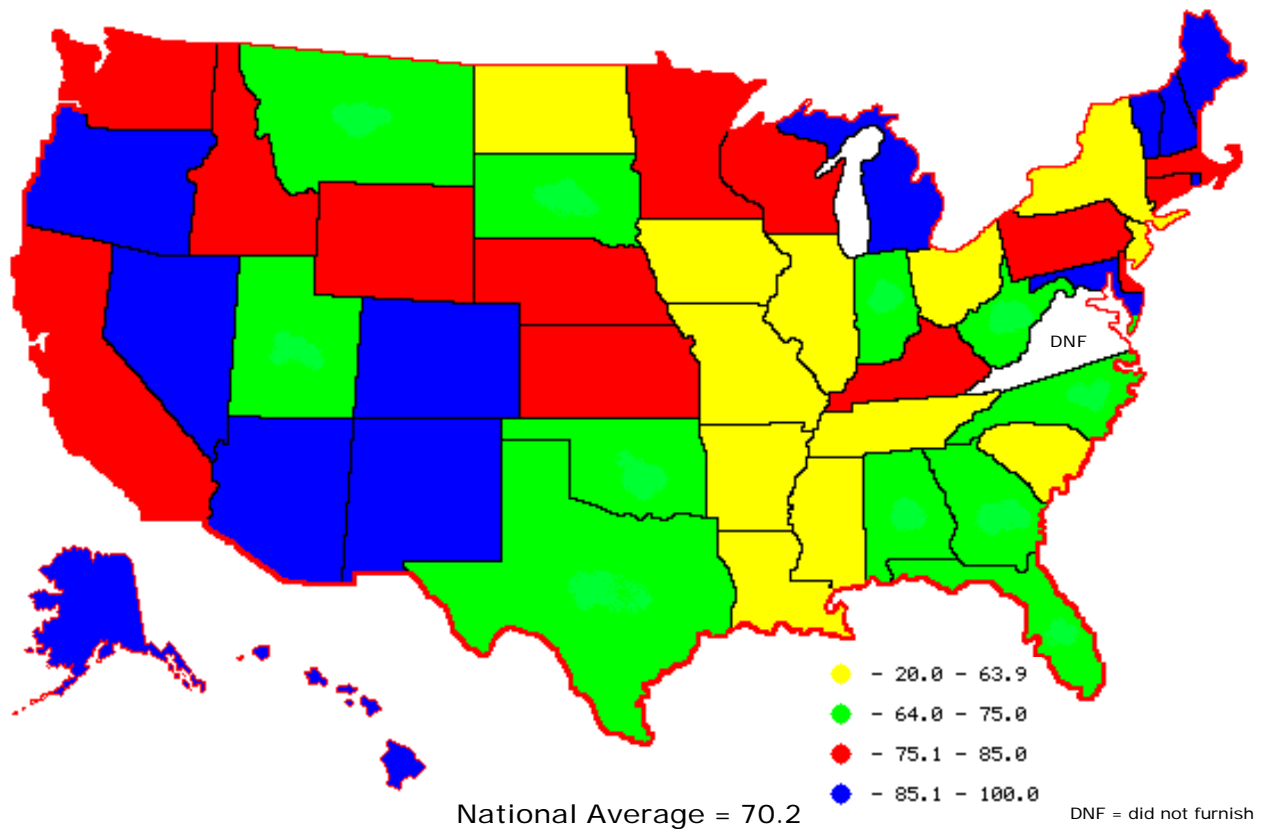 DNF
- 20.0 - 63.9
- 64.0 - 75.0
- 75.1 - 85.0
- 85.1 - 100.0
National Average = 70.2
DNF = did not furnish